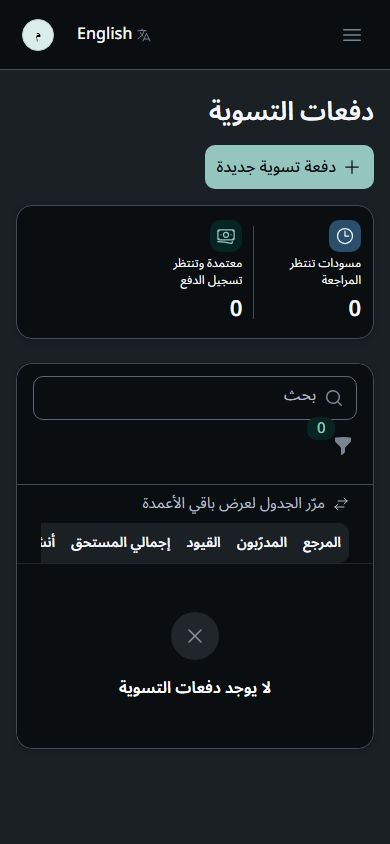 م
English
دفعات التسوية
دفعة تسوية جديدة
مسودات تنتظر
المراجعة
0
معتمدة وتنتظر
تسجيل الدفع
0
بحث
0
مرّر الجدول لعرض باقي الأعمدة
المرجع المدرّبون القيود إجمالي المستحق
لا يوجد دفعات التسوية